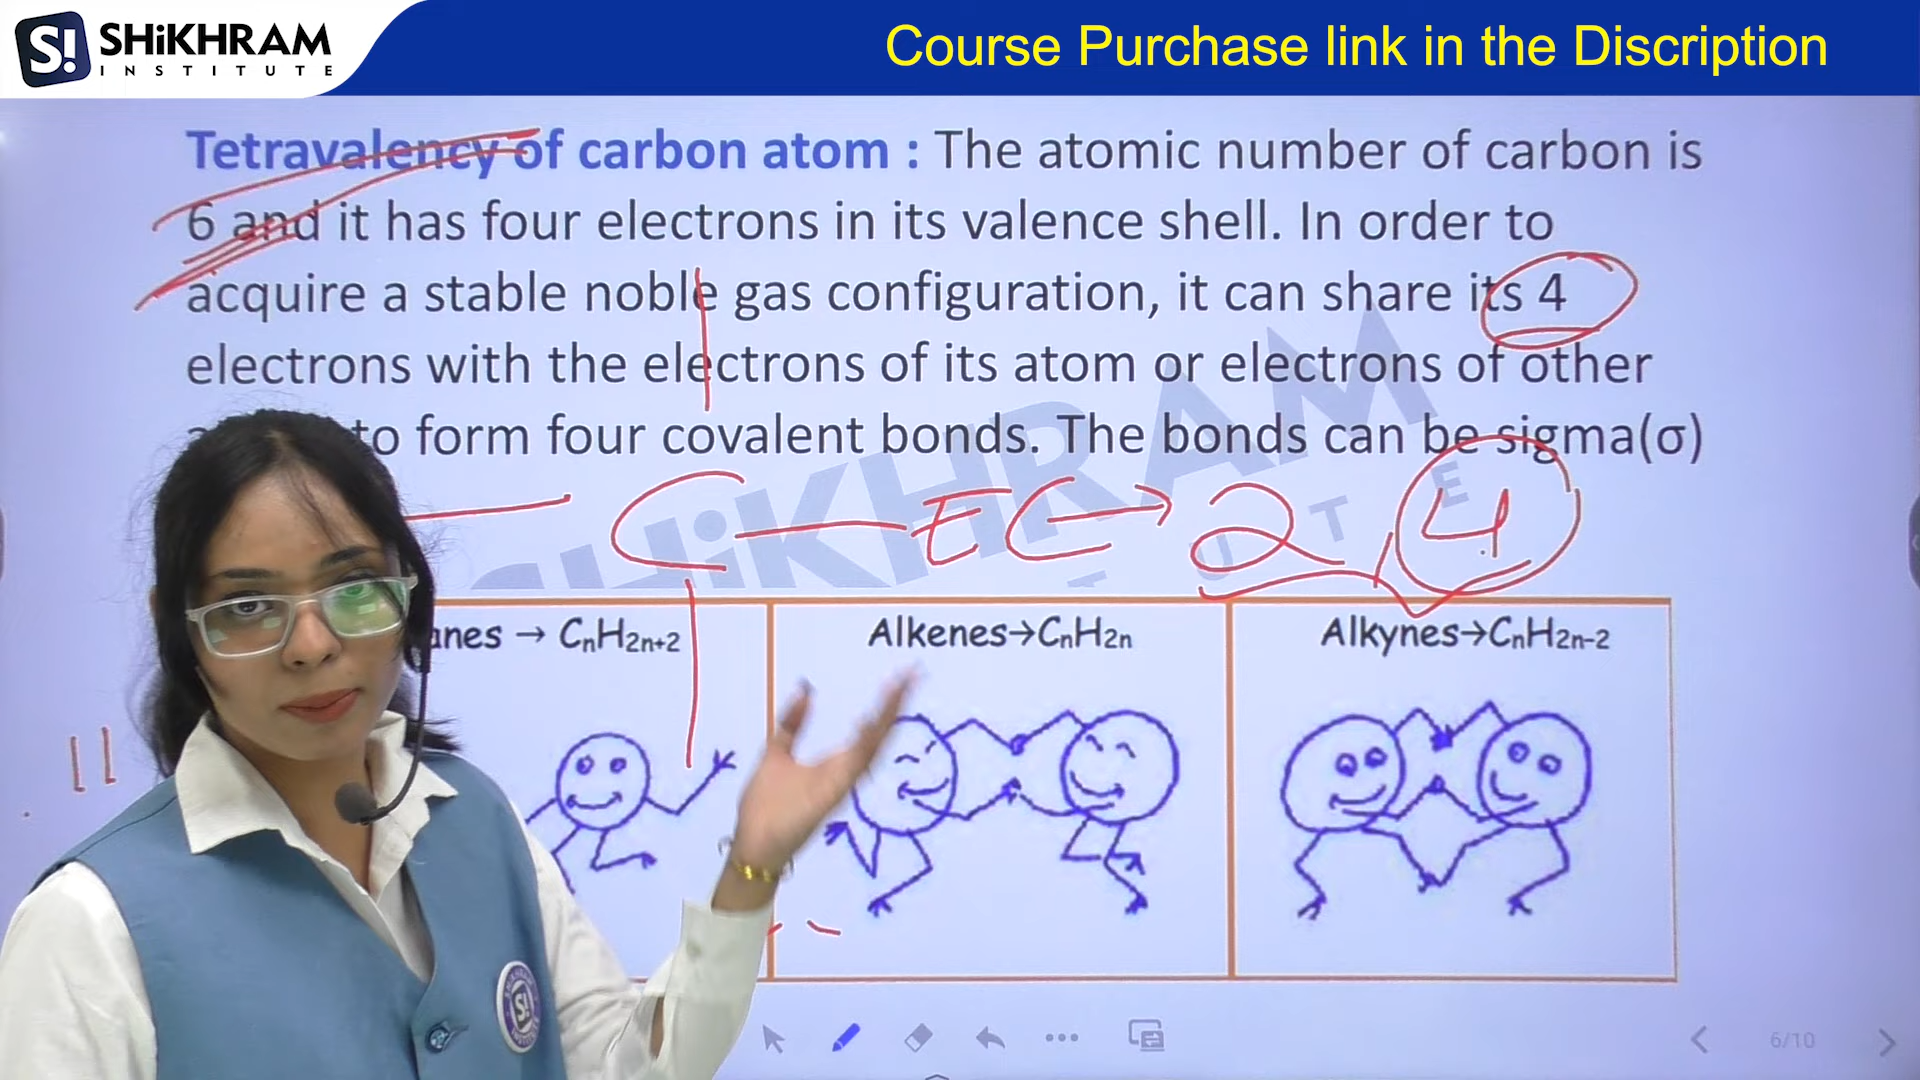 S! SHiKHRAM
INSTITUTE
Course Purchase link in the Discription
Tetravalency of carbon atom : The atomic number of carbon is
6 and it has four electrons in its valence shell. In order to
acquire a stable noble gas configuration, it can share its 4
electrons with the electrons of its atom or electrons of other
to form four covalent bonds. The bonds can be sigma(σ)
C EC → 2, 4
SHiKHRAM
anes → CnH2n+2
Alkenes→CnH2n
Alkynes→CnH2n-2
S!
6/10